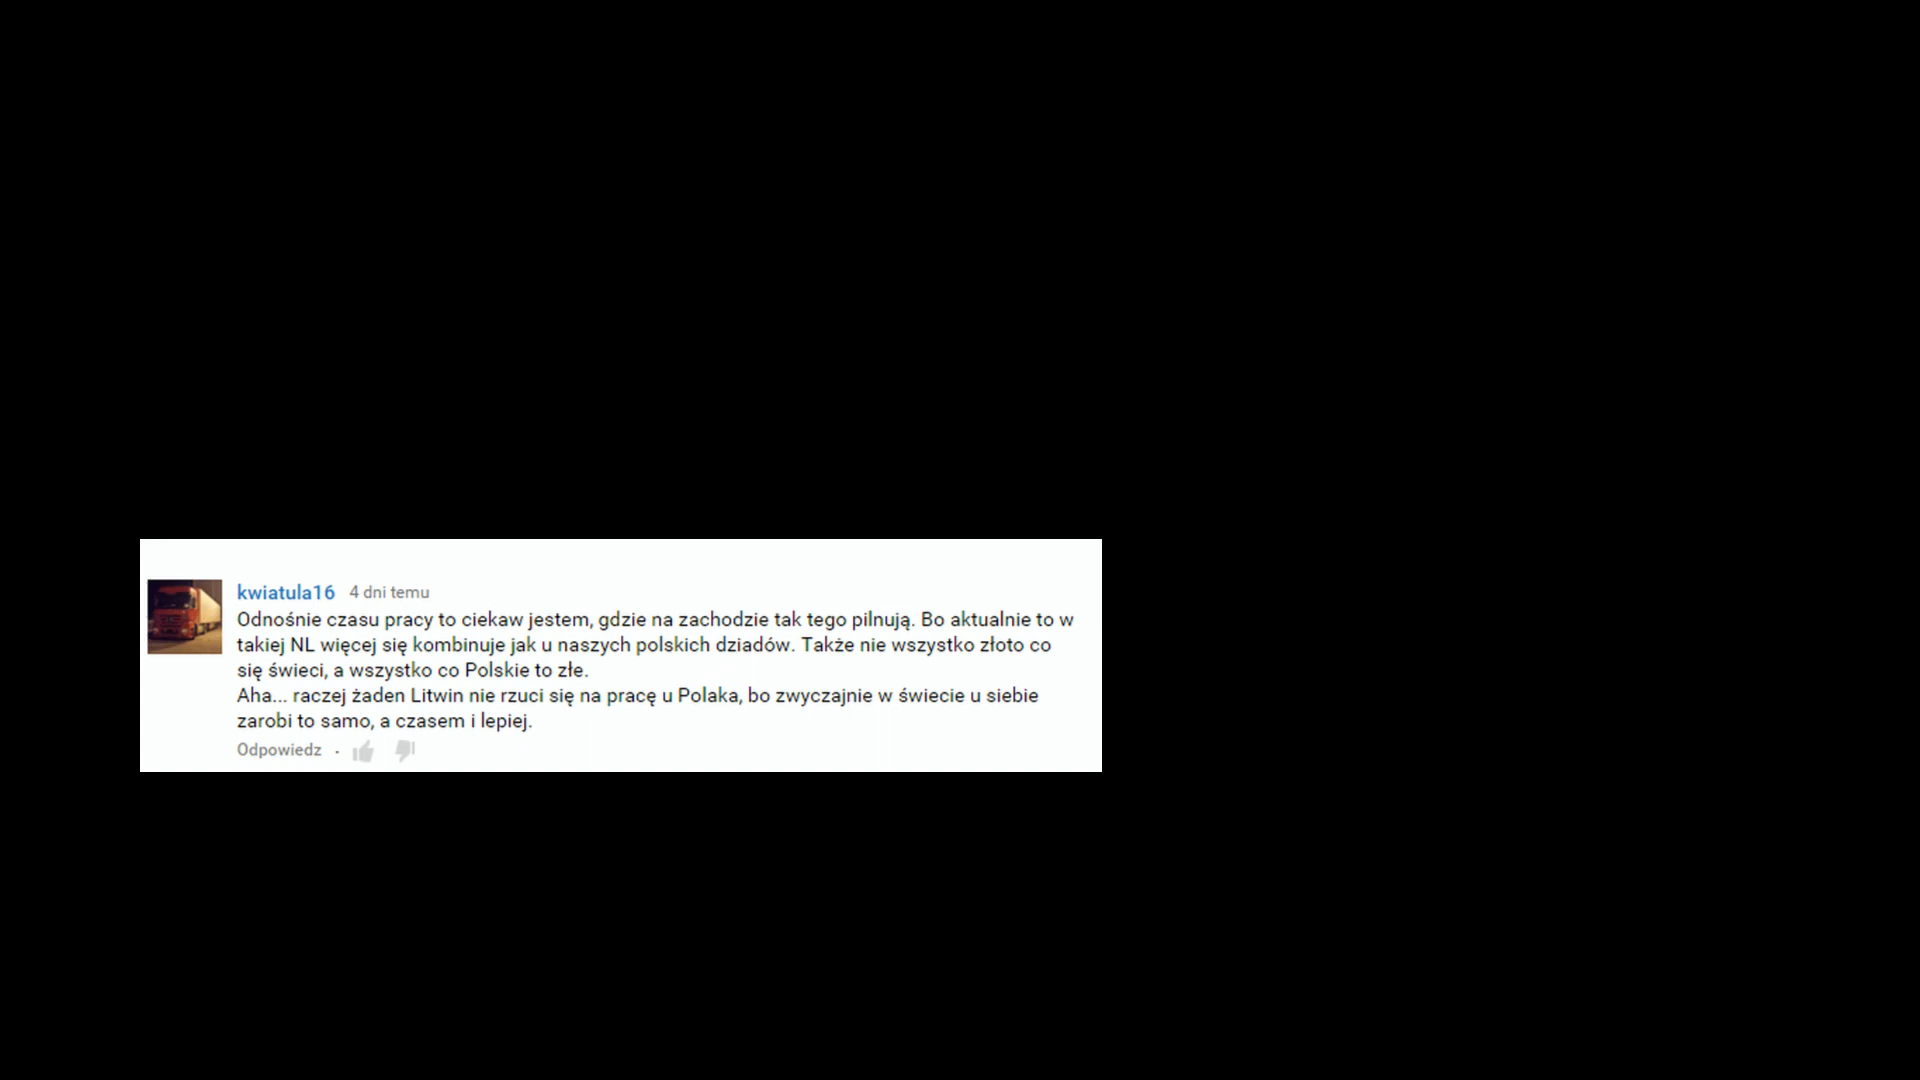 kwiatula16 4 dni temu
Odnośnie czasu pracy to ciekaw jestem, gdzie na zachodzie tak tego pilnują. Bo aktualnie to w
takiej NL więcej się kombinuje jak u naszych polskich dziadów. Także nie wszystko złoto co
się świeci, a wszystko co Polskie to złe.
Aha... raczej żaden Litwin nie rzuci się na pracę u Polaka, bo zwyczajnie w świecie u siebie
zarobi to samo, a czasem i lepiej.
Odpowiedz ·